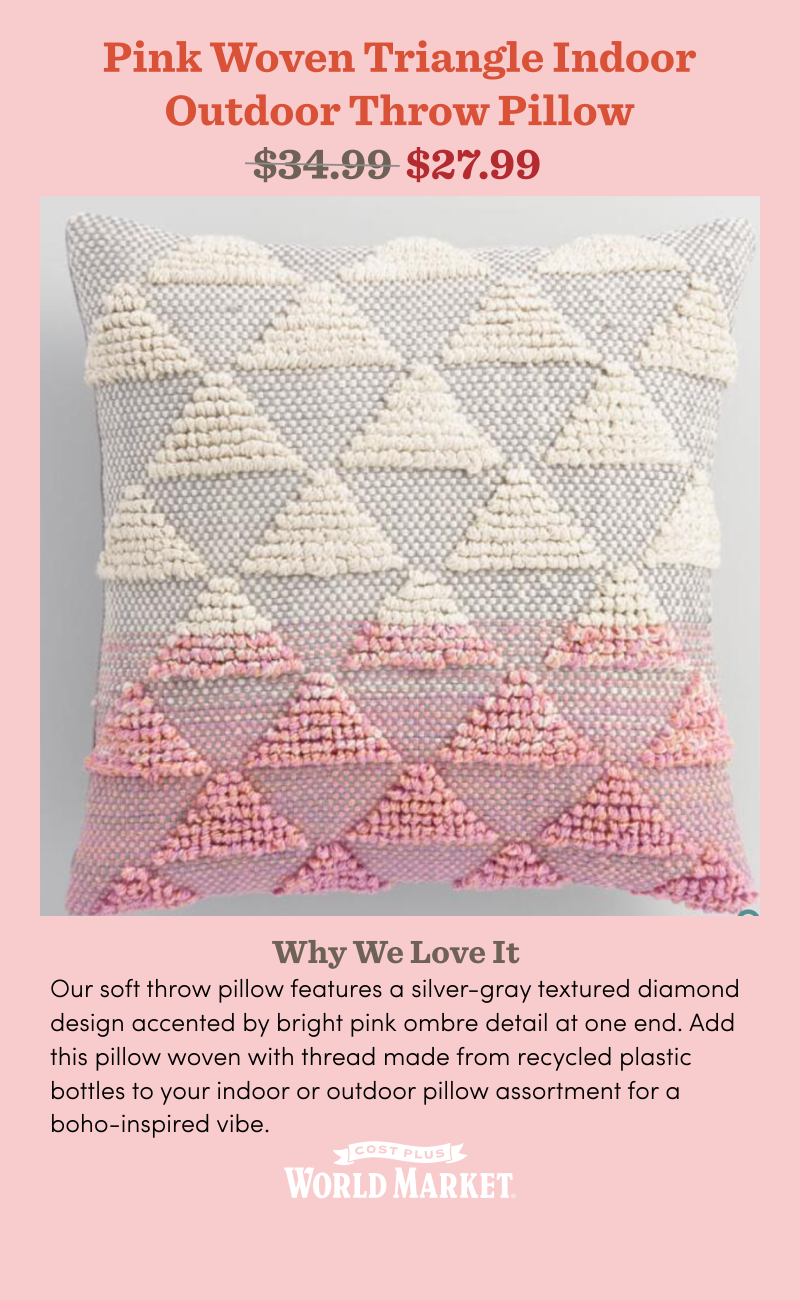 Pink Woven Triangle Indoor
Outdoor Throw Pillow
$34.99 $27.99
Why We Love It
Our soft throw pillow features a silver-gray textured diamond
design accented by bright pink ombre detail at one end. Add
this pillow woven with thread made from recycled plastic
bottles to your indoor or outdoor pillow assortment for a
boho-inspired vibe.
COST PLUS
WORLD MARKET®